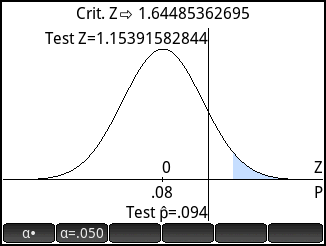 Crit. Z⇨ 1.64485362695
Test Z=1.15391582844
0 Z
.08 P
Test p̂=.094
α• α=.050